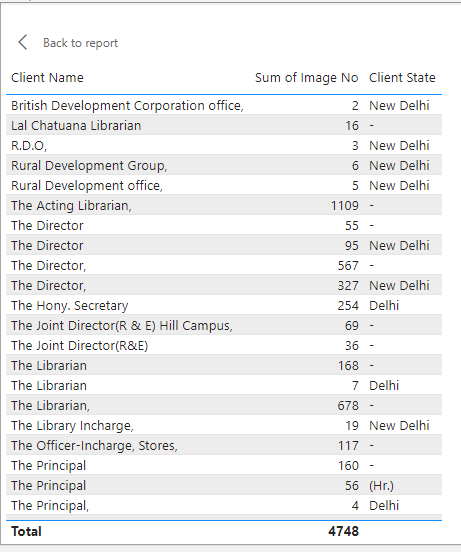 Back to report
Client Name Sum of Image No Client State
British Development Corporation office, 2 New Delhi
Lal Chatuana Librarian 16 -
R.D.O, 3 New Delhi
Rural Development Group, 6 New Delhi
Rural Development office, 5 New Delhi
The Acting Librarian, 1109 -
The Director 55 -
The Director 95 New Delhi
The Director, 567 -
The Director, 327 New Delhi
The Hony. Secretary 254 Delhi
The Joint Director(R & E) Hill Campus, 69 -
The Joint Director(R&E) 36 -
The Librarian 168 -
The Librarian 7 Delhi
The Librarian, 678 -
The Library Incharge, 19 New Delhi
The Officer-Incharge, Stores, 117 -
The Principal 160 -
The Principal 56 (Hr.)
The Principal, 4 Delhi
Total 4748